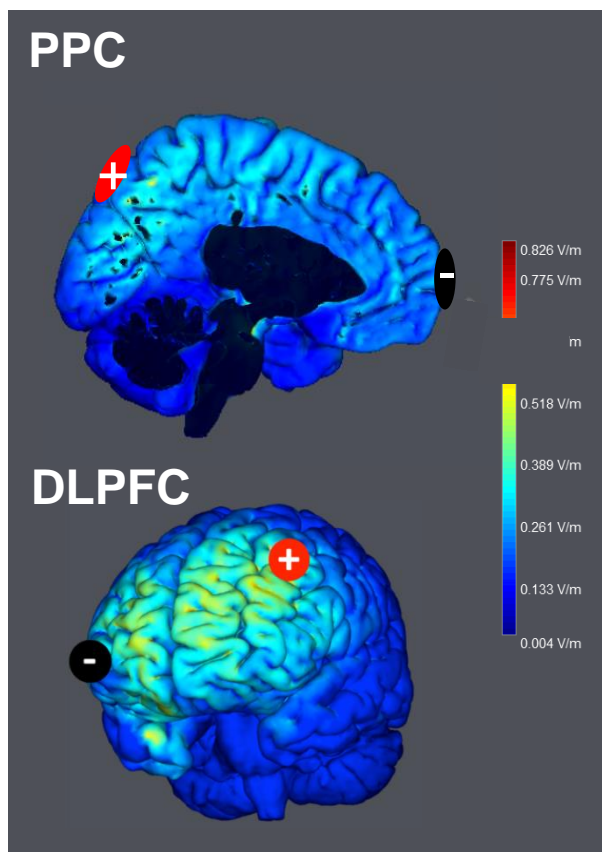 PPC
+
-
0.826 V/m
0.775 V/m
m
0.518 V/m
0.389 V/m
0.261 V/m
0.133 V/m
0.004 V/m
DLPFC
+
-